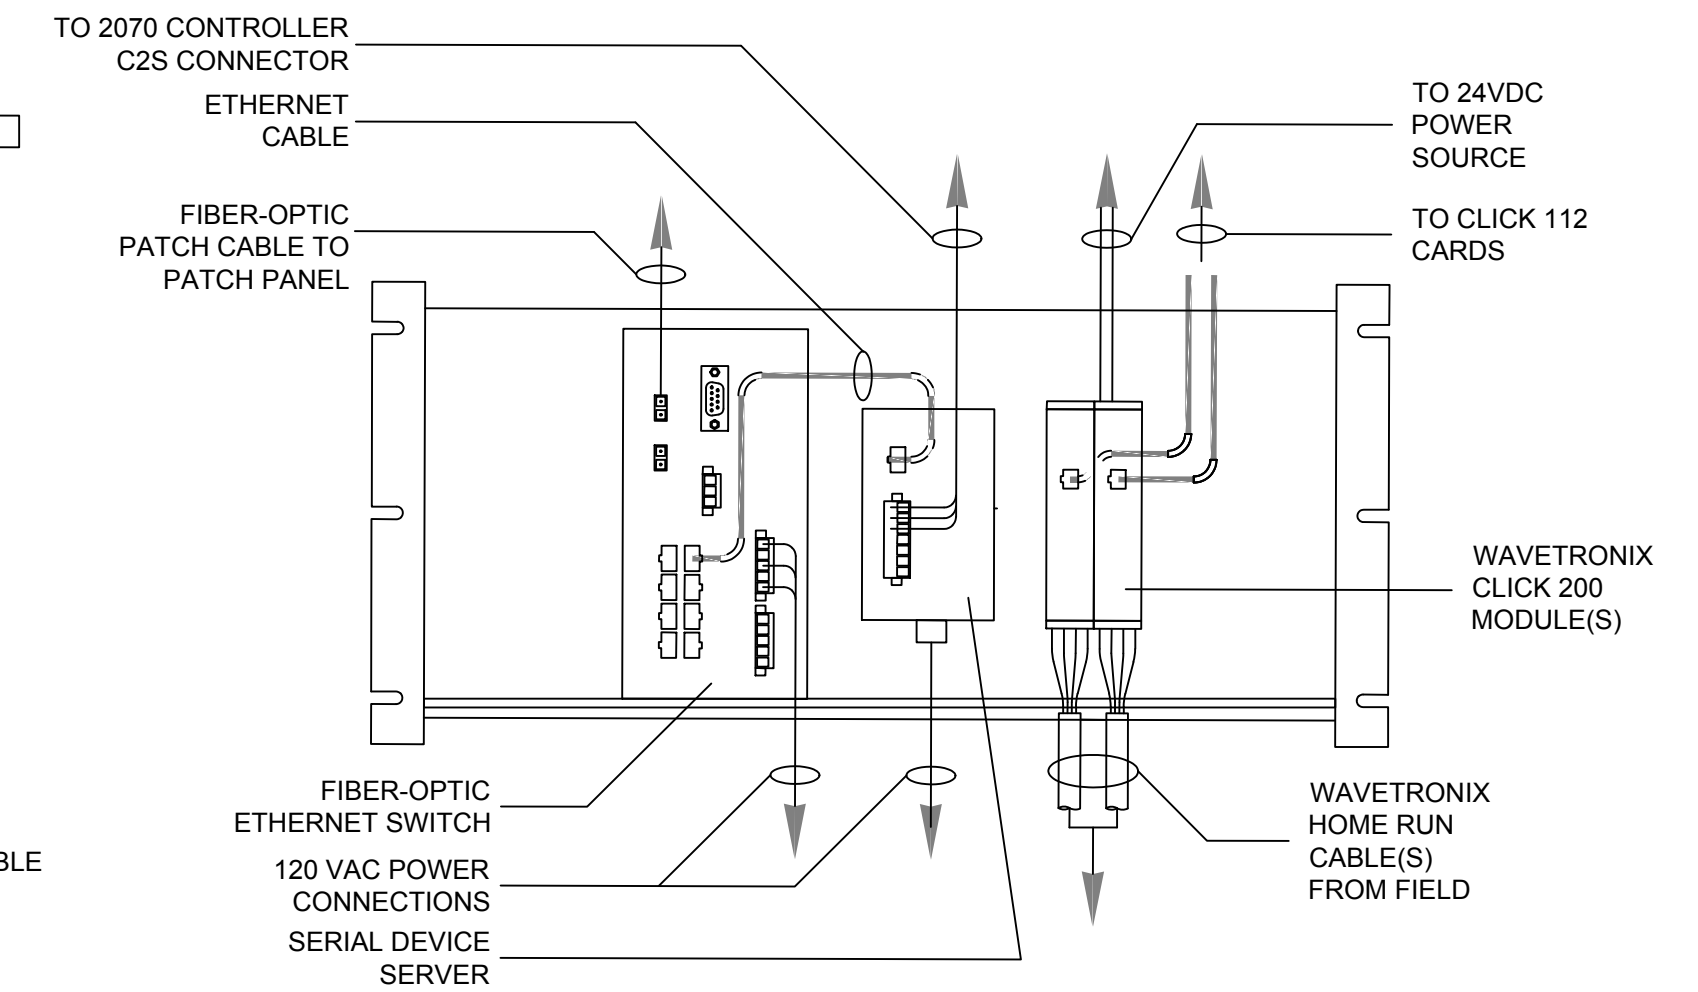 TO 2070 CONTROLLER
C2S CONNECTOR
ETHERNET
CABLE
FIBER-OPTIC
PATCH CABLE TO
PATCH PANEL
TO 24VDC
POWER
SOURCE
TO CLICK 112
CARDS
WAVETRONIX
CLICK 200
MODULE(S)
FIBER-OPTIC
ETHERNET SWITCH
120 VAC POWER
CONNECTIONS
SERIAL DEVICE
SERVER
WAVETRONIX
HOME RUN
CABLE(S)
FROM FIELD
BLE